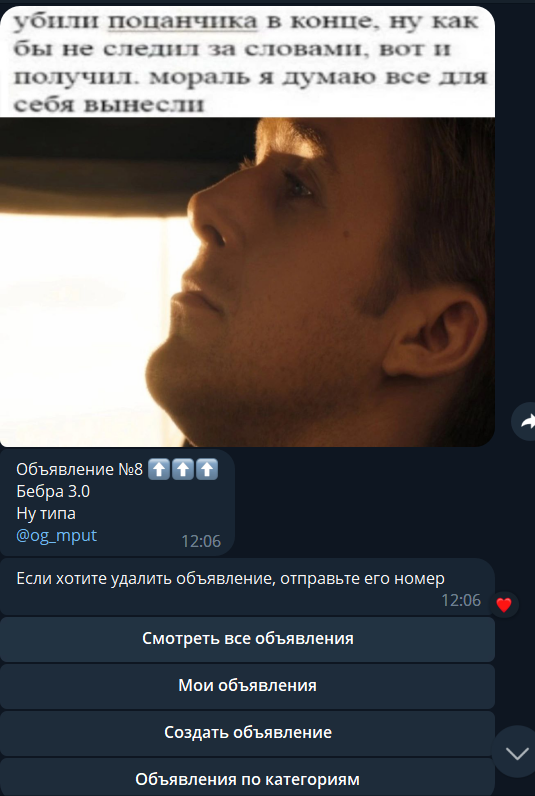 убили поцанчика в конце, ну как
бы не следил за словами, вот и
получил. мораль я думаю все для
себя вынесли
Объявление №8 ⬆️⬆️⬆️
Бебра 3.0
Ну типа
@og_mput
12:06
Если хотите удалить объявление, отправьте его номер
12:06
Смотреть все объявления
Мои объявления
Создать объявление
Объявления по категориям